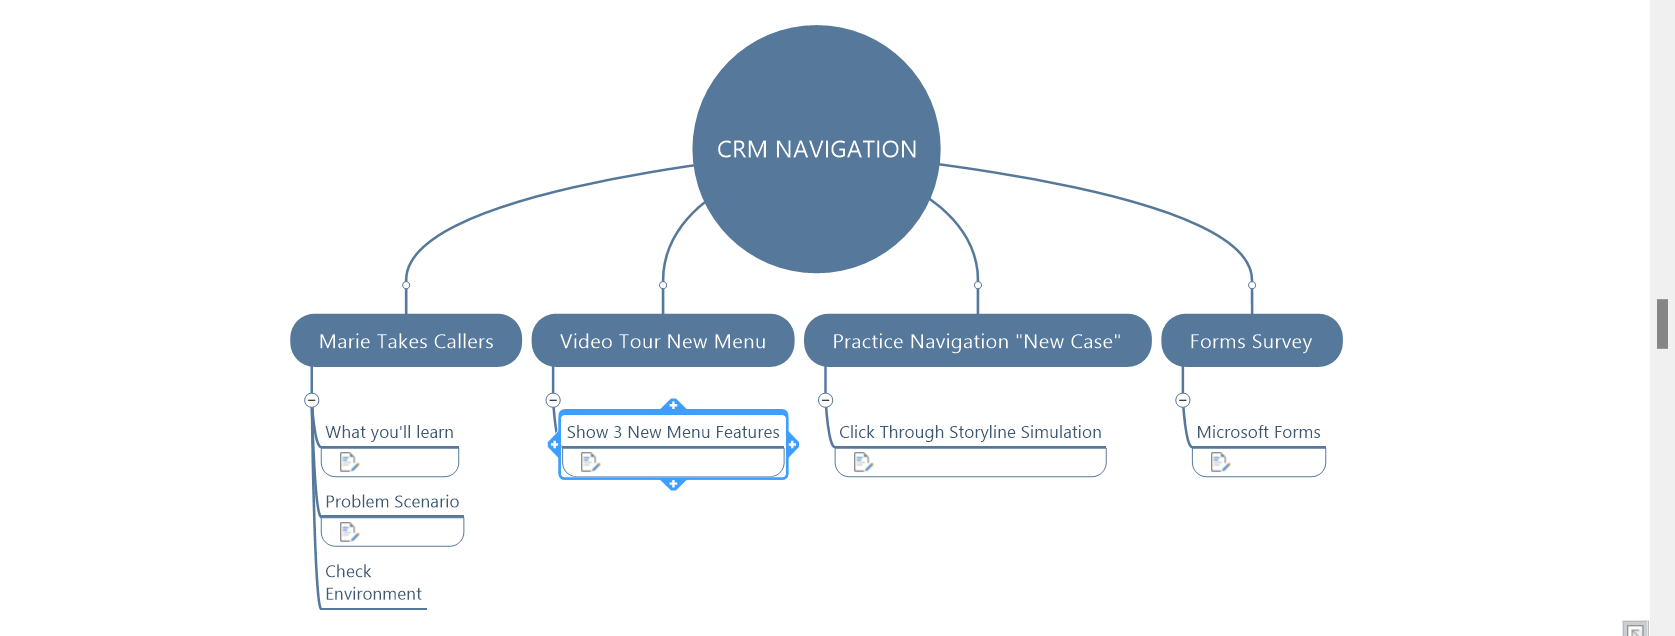 CRM NAVIGATION
Marie Takes Callers
Video Tour New Menu
Practice Navigation "New Case"
Forms Survey
What you'll learn
Show 3 New Menu Features
Click Through Storyline Simulation
Microsoft Forms
Problem Scenario
Check
Environment